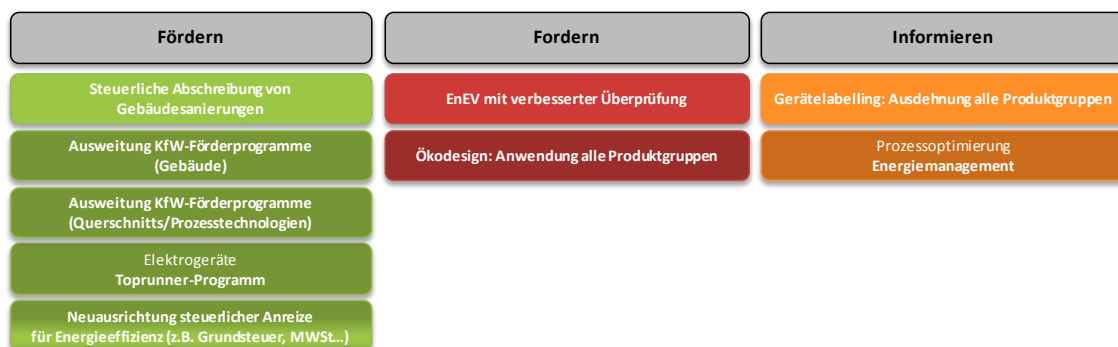 Fördern
Steuerliche Abschreibung von
Gebäudesanierungen
Ausweitung KfW-Förderprogramme
(Gebäude)
Ausweitung KfW-Förderprogramme
(Querschnitts/Prozesstechnologien)
Elektrogeräte
Toprunner-Programm
Neuausrichtung steuerlicher Anreize
für Energieeffizienz (z.B. Grundsteuer, MWSt...)
Fordern
EnEV mit verbesserter Überprüfung
Ökodesign: Anwendung alle Produktgruppen
Informieren
Gerätelabelling: Ausdehnung alle Produktgruppen
Prozessoptimierung
Energiemanagement